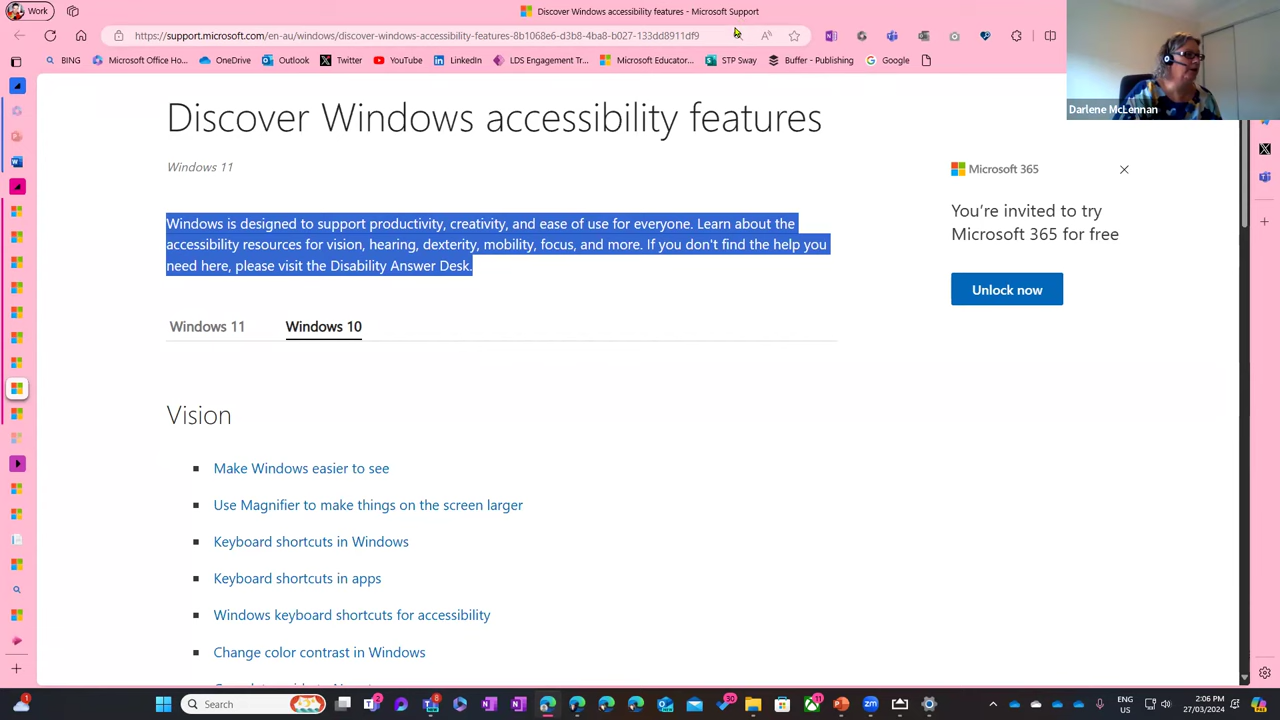 Work
Discover Windows accessibility features - Microsoft Support
https://support.microsoft.com/en-au/windows/discover-windows-accessibility-features-8b1068e6-d3b8-4ba8-b027-133dd8911df9
BING
Microsoft Office Ho...
OneDrive
Outlook
Twitter
YouTube
LinkedIn
LDS Engagement Tr...
Microsoft Educator...
STP Sway
Buffer - Publishing
Google
Darlene McLennan
Discover Windows accessibility features
Windows 11
Microsoft 365
You're invited to try
Microsoft 365 for free
Unlock now
Windows is designed to support productivity, creativity, and ease of use for everyone. Learn about the
accessibility resources for vision, hearing, dexterity, mobility, focus, and more. If you don't find the help you
need here, please visit the Disability Answer Desk.
Windows 11
Windows 10
Vision
Make Windows easier to see
Use Magnifier to make things on the screen larger
Keyboard shortcuts in Windows
Keyboard shortcuts in apps
Windows keyboard shortcuts for accessibility
Change color contrast in Windows
Search
ENG
US
2:06 PM
27/03/2024